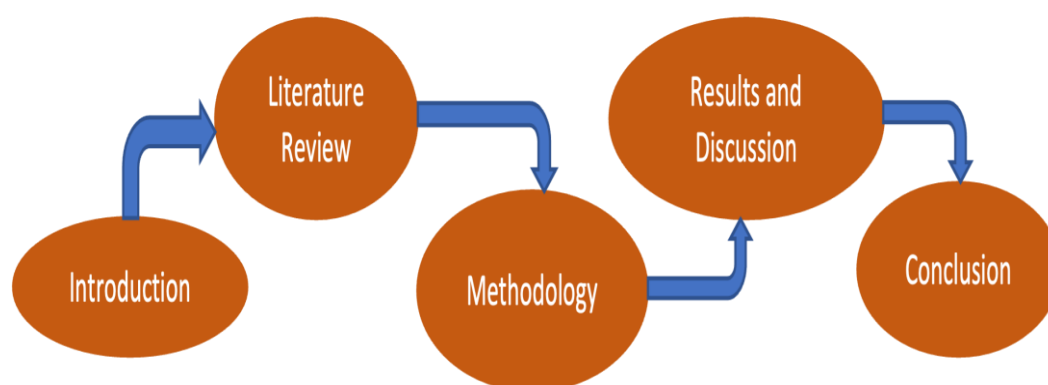 Introduction
Literature
Review
Methodology
Results and
Discussion
Conclusion